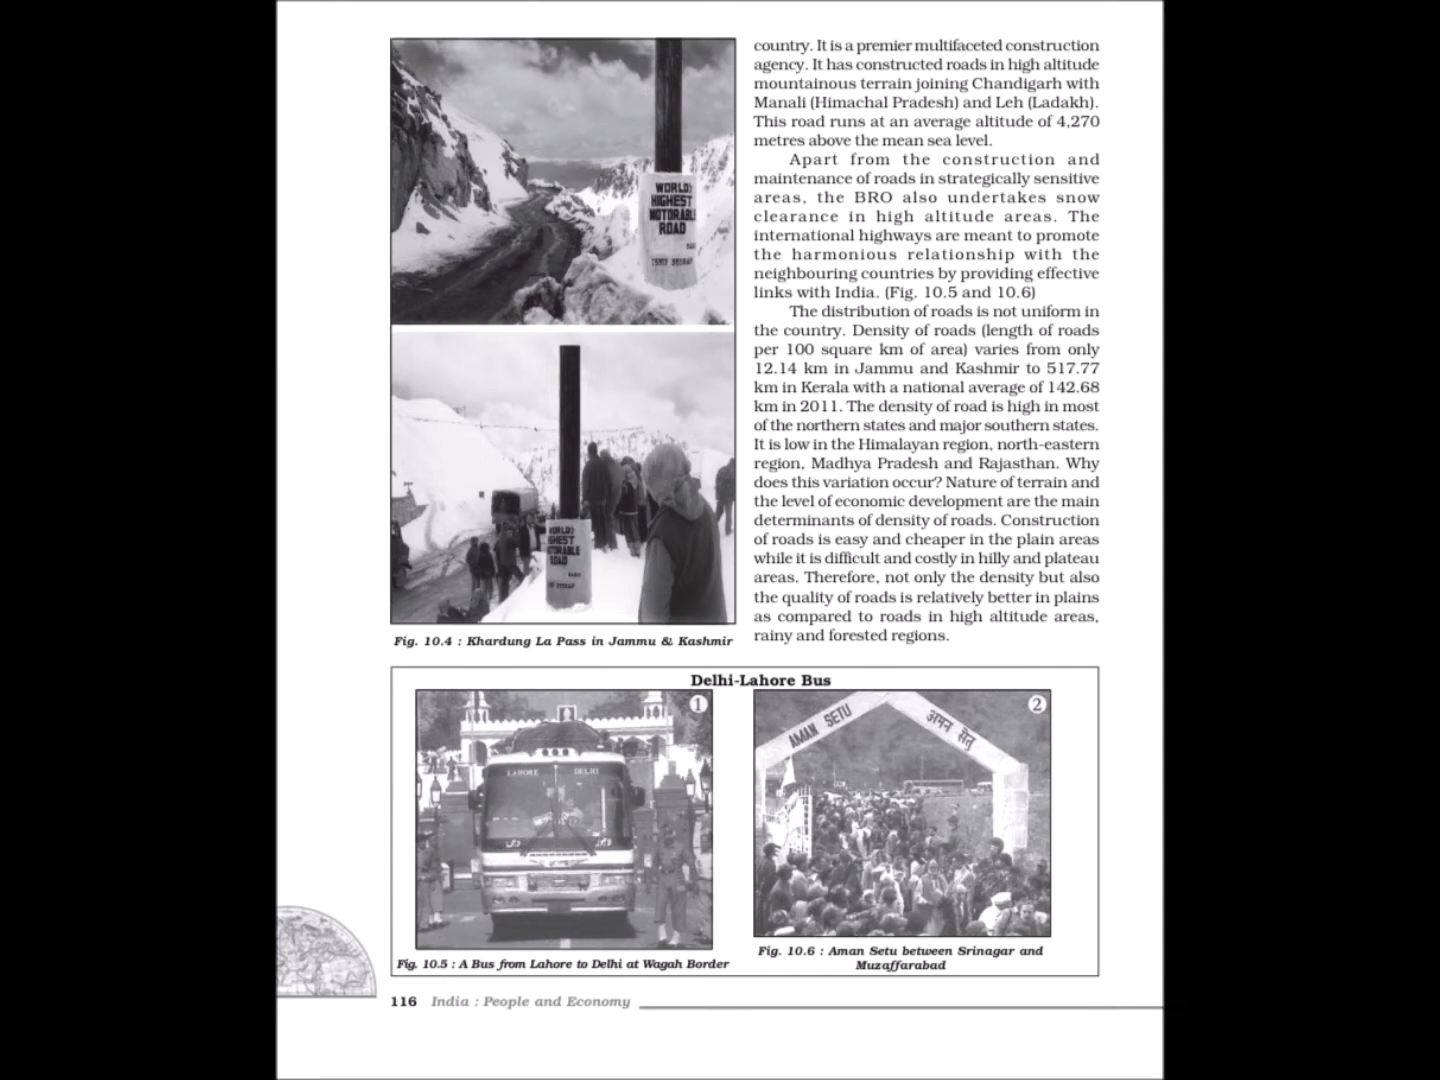 WORLD'S
HIGHEST
MOTORABLE
ROAD
WORLD'S
HIGHEST
MOTORABLE
ROAD
Fig. 10.4 : Khardung La Pass in Jammu & Kashmir
country. It is a premier multifaceted construction
agency. It has constructed roads in high altitude
mountainous terrain joining Chandigarh with
Manali (Himachal Pradesh) and Leh (Ladakh).
This road runs at an average altitude of 4,270
metres above the mean sea level.
Apart from the construction and
maintenance of roads in strategically sensitive
areas, the BRO also undertakes snow
clearance in high altitude areas. The
international highways are meant to promote
the harmonious relationship with the
neighbouring countries by providing effective
links with India. (Fig. 10.5 and 10.6)
The distribution of roads is not uniform in
the country. Density of roads (length of roads
per 100 square km of area) varies from only
12.14 km in Jammu and Kashmir to 517.77
km in Kerala with a national average of 142.68
km in 2011. The density of road is high in most
of the northern states and major southern states.
It is low in the Himalayan region, north-eastern
region, Madhya Pradesh and Rajasthan. Why
does this variation occur? Nature of terrain and
the level of economic development are the main
determinants of density of roads. Construction
of roads is easy and cheaper in the plain areas
while it is difficult and costly in hilly and plateau
areas. Therefore, not only the density but also
the quality of roads is relatively better in plains
as compared to roads in high altitude areas,
rainy and forested regions.
Delhi-Lahore Bus
1
LAHORE DELHI
Fig. 10.5 : A Bus from Lahore to Delhi at Wagah Border
2
AMAN SETU
अमन सेतु
Fig. 10.6 : Aman Setu between Srinagar and
Muzaffarabad
116 India : People and Economy